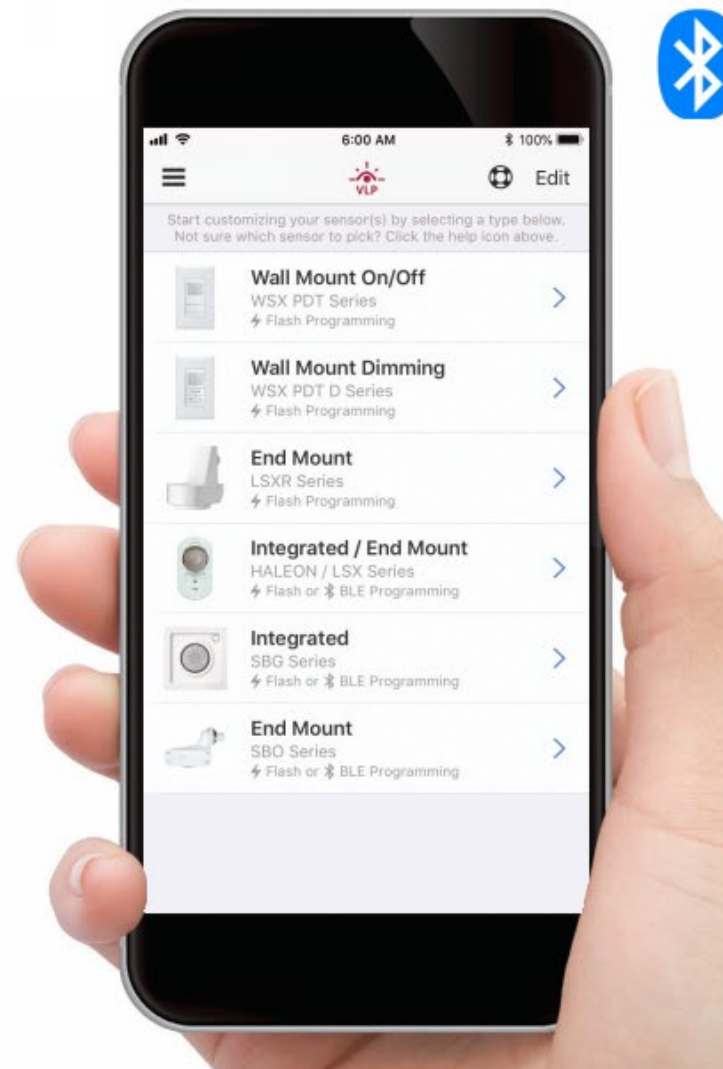 6:00 AM
100%
VLP
Edit
Start customizing your sensor(s) by selecting a type below.
Not sure which sensor to pick? Click the help icon above.
Wall Mount On/Off
WSX PDT Series
Flash Programming
Wall Mount Dimming
WSX PDT D Series
Flash Programming
End Mount
LSXR Series
Flash Programming
Integrated / End Mount
HALEON / LSX Series
Flash or BLE Programming
Integrated
SBG Series
Flash or BLE Programming
End Mount
SBO Series
Flash or BLE Programming